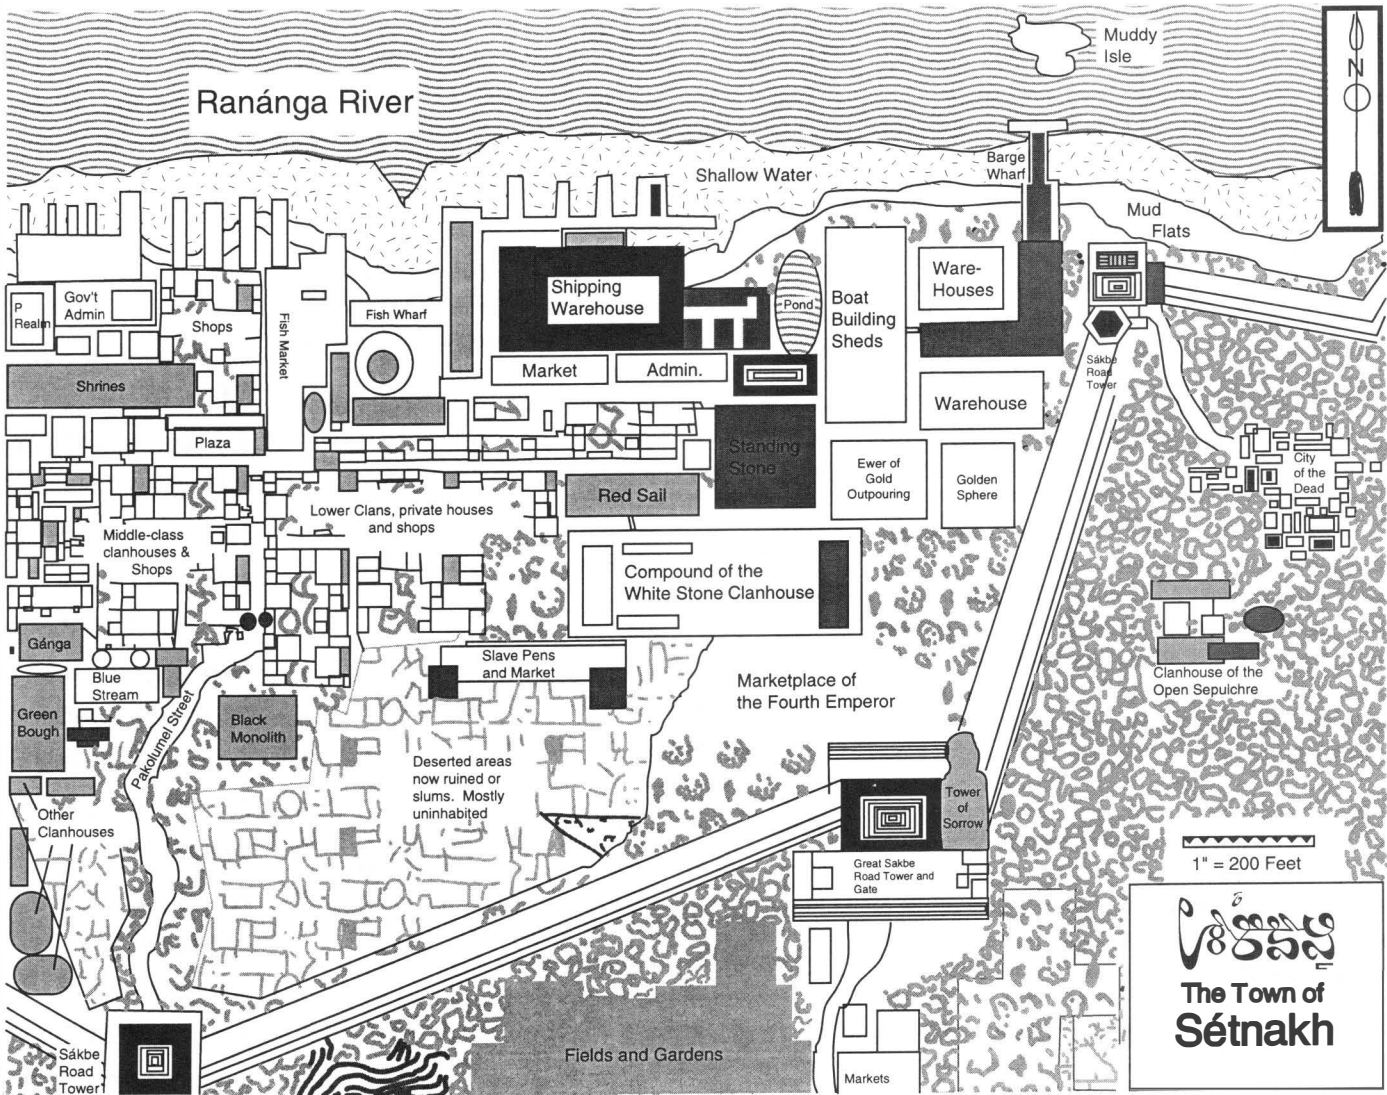 Muddy
Isle
N
Ranánga River
Barge
Wharf
Shallow Water
Mud
Flats
P
Realm
Gov't
Admin
Shops
Fish Market
Fish Wharf
Shipping
Warehouse
Pond
Boat
Building
Sheds
Ware-
Houses
Sákbe
Road
Tower
Shrines
Market
Admin.
Warehouse
Plaza
Standing
Stone
Ewer of
Gold
Outpouring
Golden
Sphere
City
of the
Dead
Red Sail
Lower Clans, private houses
and shops
Middle-class
clanhouses &
Shops
Compound of the
White Stone Clanhouse
Gánga
Blue
Stream
Slave Pens
and Market
Clanhouse of the
Open Sepulchre
Green
Bough
Pakolumel Street
Black
Monolith
Marketplace of
the Fourth Emperor
Deserted areas
now ruined or
slums. Mostly
uninhabited
Tower
of
Sorrow
Other
Clanhouses
Great Sakbe
Road Tower and
Gate
1" = 200 Feet
The Town of
Sétnakh
Sákbe
Road
Tower
Fields and Gardens
Markets